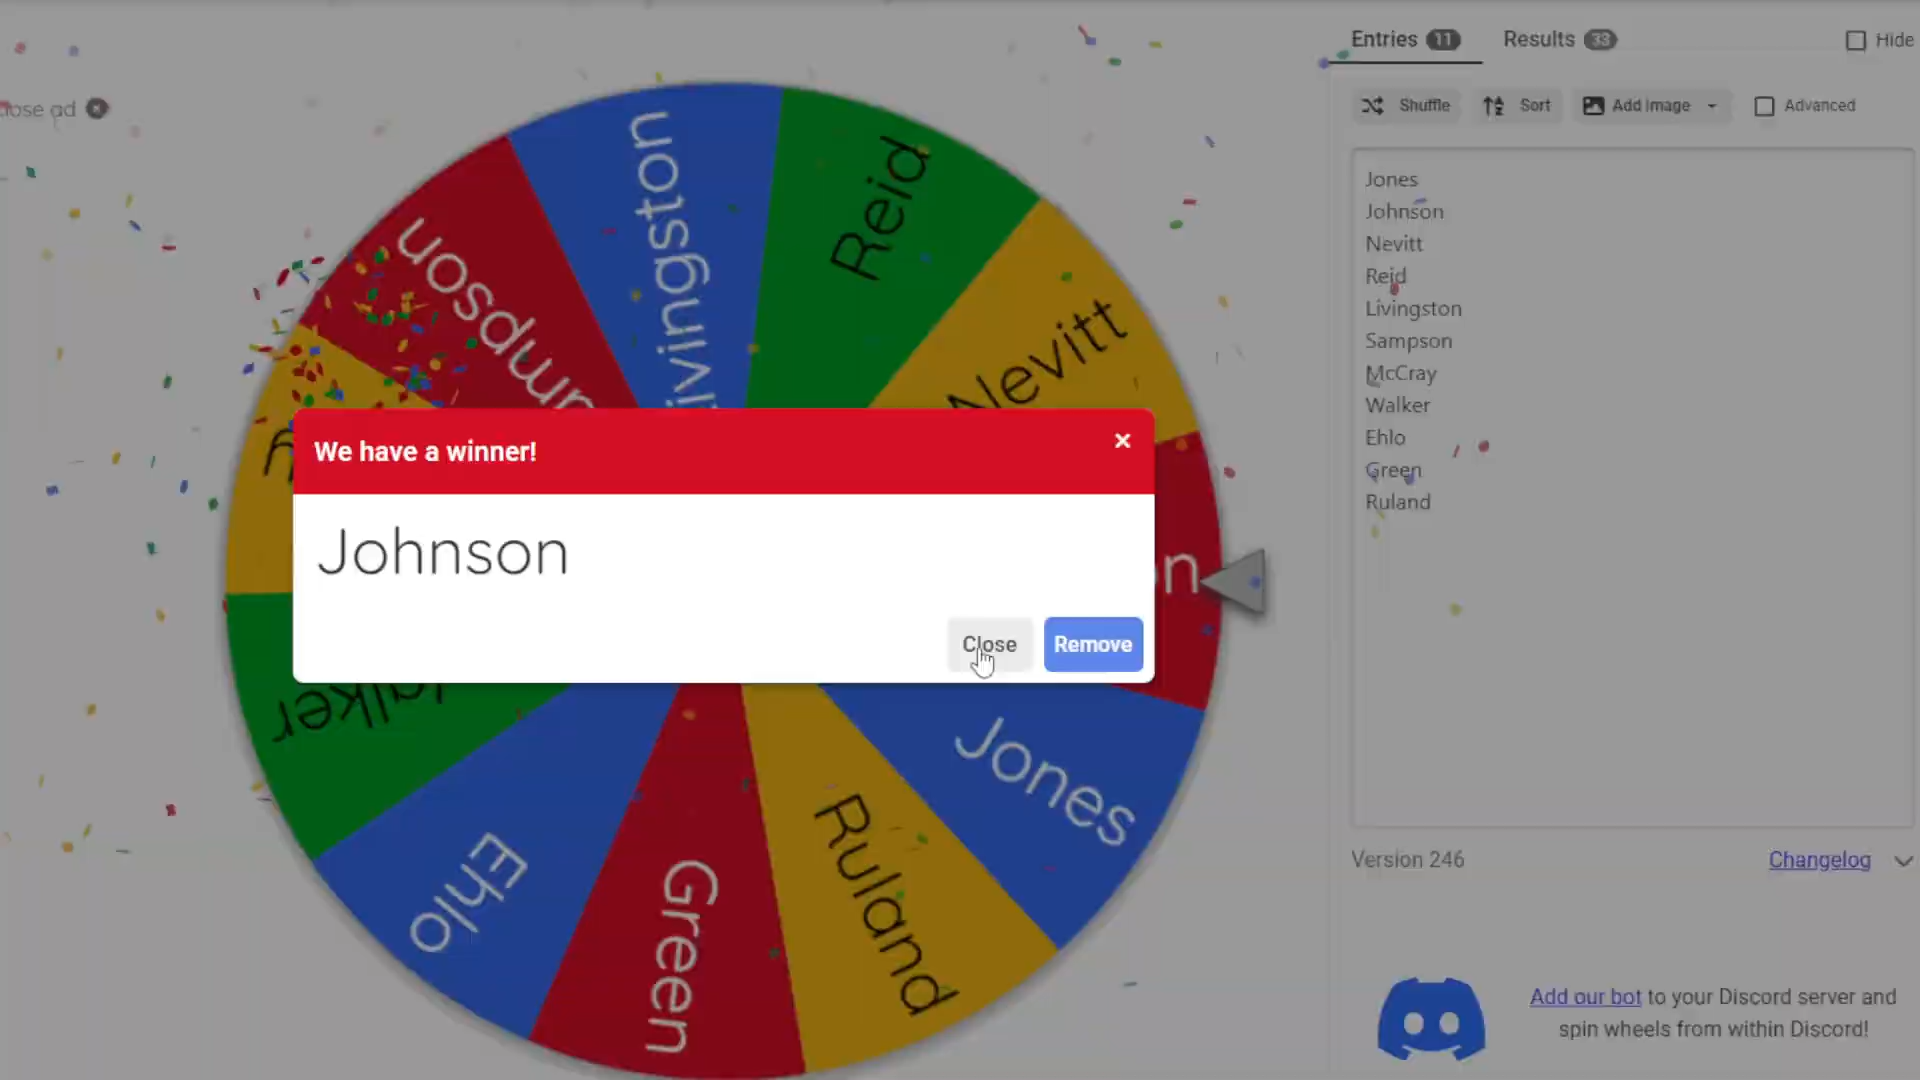 Entries 11 Results 33 Hide
ad
Shuffle Sort Add image Advanced
Livingston
Reid
Nevitt
Jones
Johnson
Nevitt
Reid
Livingston
Sampson
McCray
Walker
Ehlo
Green
Ruland
We have a winner!
Johnson
Close Remove
Jones
Ruland
Green
Ehlo
Version 246 Changelog
Add our bot to your Discord server and
spin wheels from within Discord!